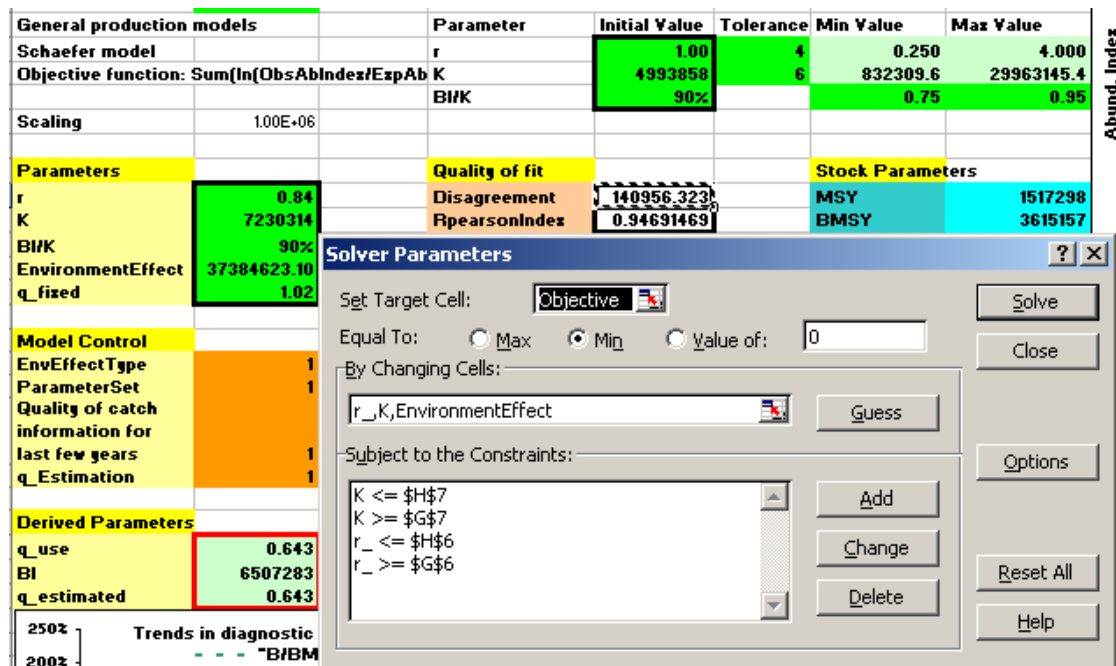 General production models Parameter Initial Value Tolerance Min Value Max Value
Schaefer model r 1.00 4 0.250 4.000
Objective function: Sum(ln(ObsAbIndex/ExpAb K 4993858 6 832309.6 29963145.4
BI/K 90% 0.75 0.95
Abund. Index
Scaling 1.00E+06
Parameters Quality of fit Stock Parameters
r 0.84 Disagreement 140956.323 MSY 1517298
K 7230314 RpearsonIndex 0.94691469 BMSY 3615157
BI/K 90%
EnvironmentEffect 37384623.10
q_fixed 1.02
Model Control
EnvEffectType 1
ParameterSet 1
Quality of catch
information for
last few years 1
q_Estimation 1
Derived Parameters
q_use 0.643
BI 6507283
q_estimated 0.643
250%
Trends in diagnostic
200%
"B/BM
Solver Parameters ? X
Set Target Cell: Objective Solve
Equal To: Max Min Value of: 0 Close
By Changing Cells:
r_,K,EnvironmentEffect Guess
Subject to the Constraints: Options
K <= $H$7 Add
K >= $G$7
r_ <= $H$6 Change
r_ >= $G$6
Delete
Reset All
Help